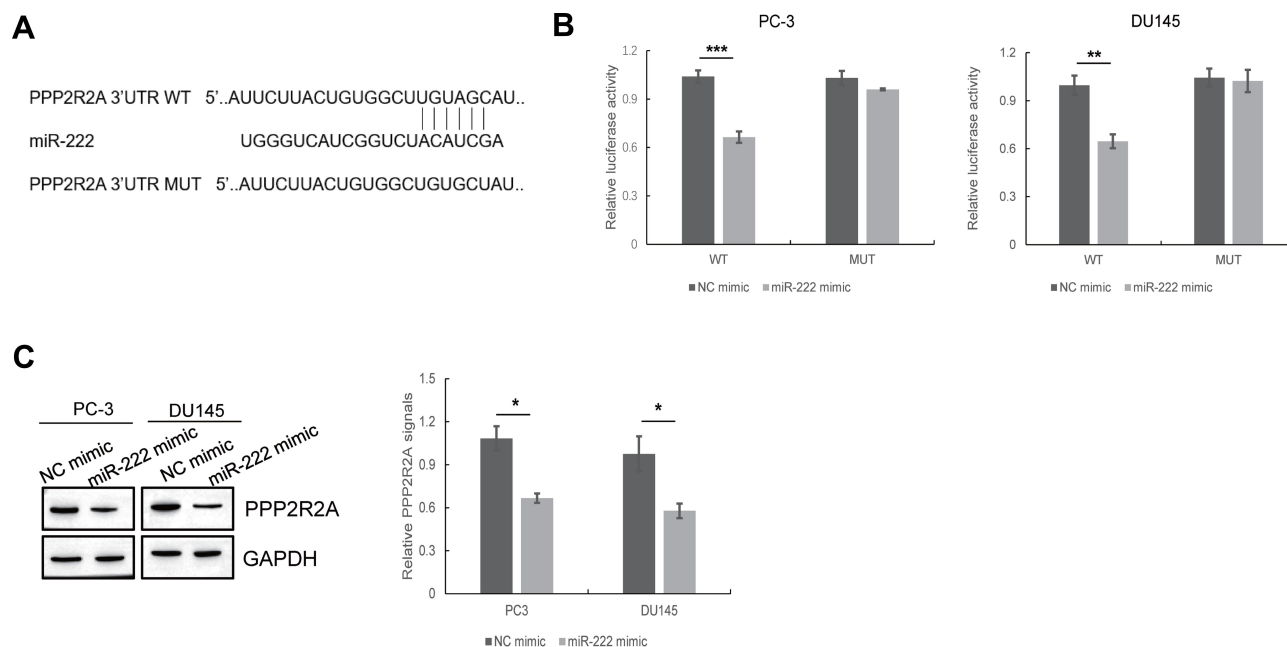 A
PPP2R2A 3'UTR WT 5'..AUUCUUACUGUGGCUUGUAGCAU..
miR-222 UGGGUCAUCGGUCUACAUCGA
PPP2R2A 3'UTR MUT 5'..AUUCUUACUGUGGCUGUGCUAU..
B
PC-3
Relative luciferase activity
1.2
0.9
0.6
0.3
0
***
WT MUT
NC mimic miR-222 mimic
DU145
Relative luciferase activity
1.2
0.9
0.6
0.3
0
**
WT MUT
NC mimic miR-222 mimic
C
PC-3 DU145
NC mimic miR-222 mimic NC mimic miR-222 mimic
PPP2R2A
GAPDH
Relative PPP2R2A signals
1.5
1.2
0.9
0.6
0.3
0
* *
PC3 DU145
NC mimic miR-222 mimic